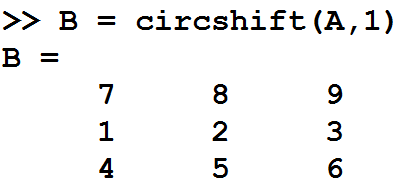 >> B = circshift(A,1)
B =
7 8 9
1 2 3
4 5 6